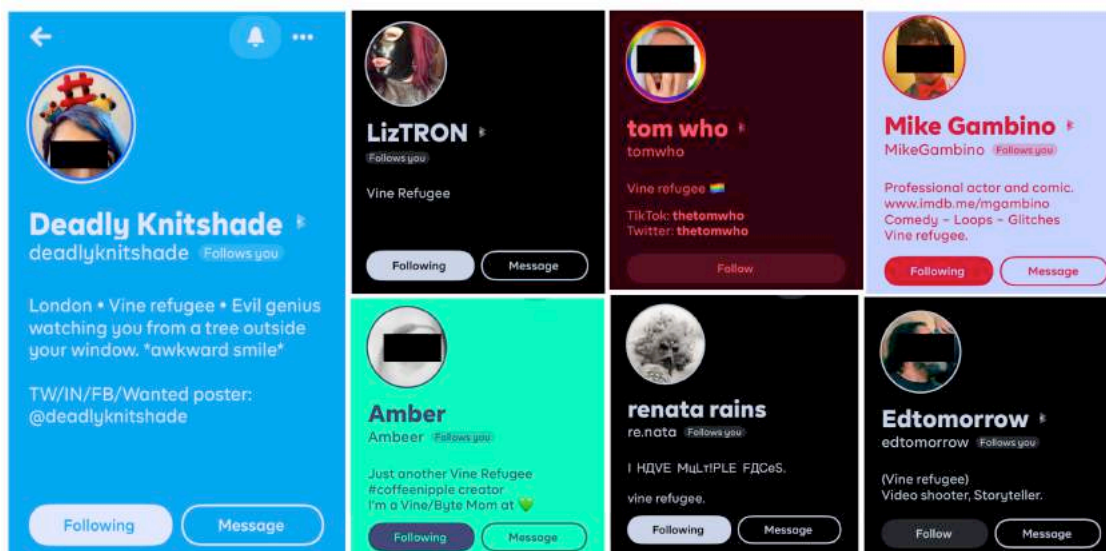 Deadly Knitshade
deadlyknitshade Follows you
London • Vine refugee • Evil genius
watching you from a tree outside
your window. *awkward smile*
TW/IN/FB/Wanted poster:
@deadlyknitshade
Following Message
LizTRON
Follows you
Vine Refugee
Following Message
tom who
tomwho
Vine refugee 🏳️‍🌈
TikTok: thetomwho
Twitter: thetomwho
Follow
Mike Gambino
MikeGambino Follows you
Professional actor and comic.
www.imdb.me/mgambino
Comedy – Loops – Glitches
Vine refugee.
Following Message
Amber
Ambeer Follows you
Just another Vine Refugee
#coffeenipple creator
I'm a Vine/Byte Mom at 💚
Following Message
renata rains
re.nata Follows you
I HДVE MцLт!PLE FДCeS.
vine refugee.
Following Message
Edtomorrow
edtomorrow Follows you
(Vine refugee)
Video shooter, Storyteller.
Follow Message